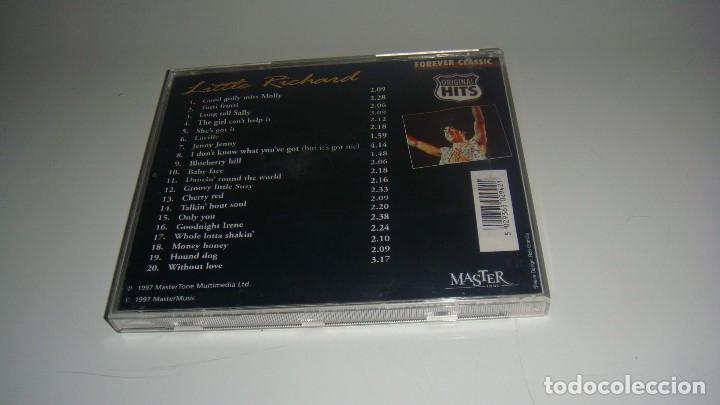 Little Richard
FOREVER CLASSIC
ORIGINAL
HITS
1. Good golly miss Molly 2.09
2. Tutti frutti 2.28
3. Long tall Sally 2.06
4. The girl can't help it 3.09
5. She's got it 2.12
6. Lucille 2.18
7. Jenny Jenny 1.59
8. I don't know what you've got (but it's got me) 4.14
9. Blueberry hill 1.48
10. Baby face 2.06
11. Dancin' round the world 2.18
12. Groovy little Suzy 2.16
13. Cherry red 2.33
14. Talkin' bout soul 2.09
15. Only you 2.20
16. Goodnight Irene 2.38
17. Whole lotta shakin' 2.24
18. Money honey 2.10
19. Hound dog 2.09
20. Without love 3.17
℗ 1997 MasterTone Multimedia Ltd.
© 1997 MasterMusic
MASTER
TONE
todocoleccion.net